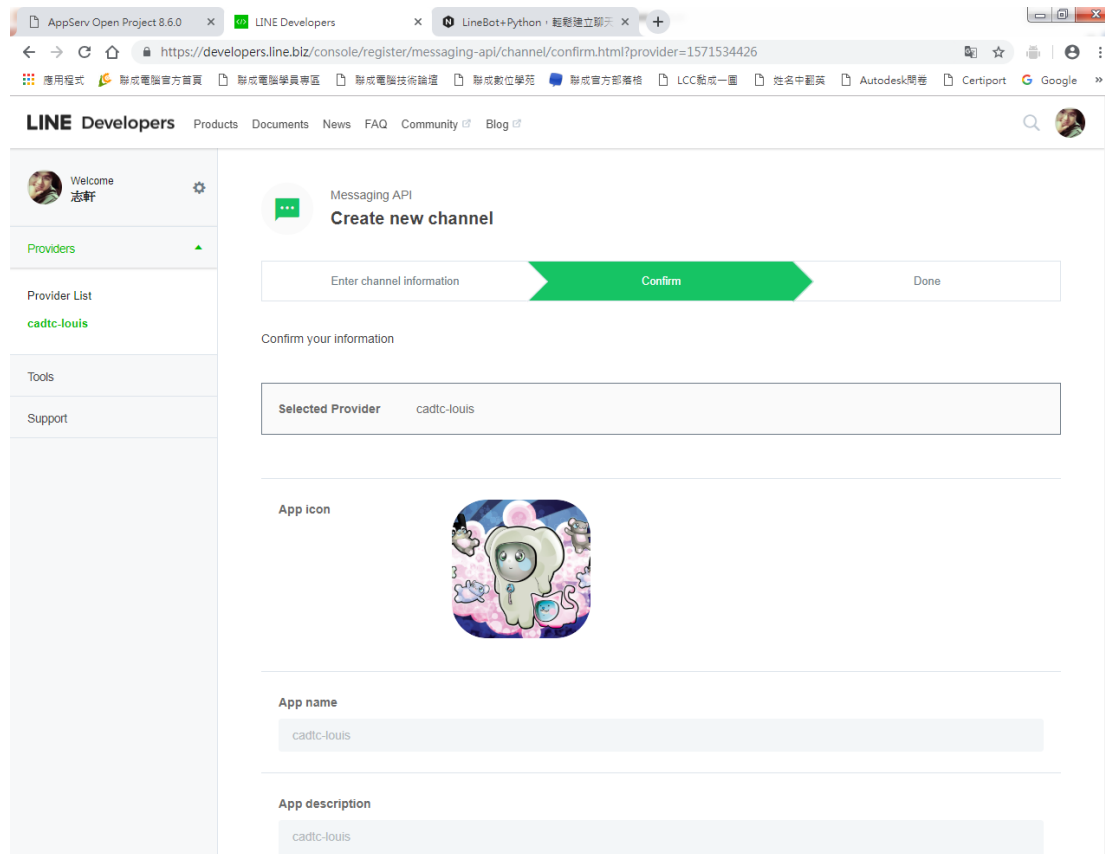 AppServ Open Project 8.6.0
LINE Developers
LineBot+Python，輕鬆建立聊天
https://developers.line.biz/console/register/messaging-api/channel/confirm.html?provider=1571534426
應用程式 聯成電腦官方首頁 聯成電腦學員專區 聯成電腦技術論壇 聯成數位學苑 聯成官方部落格 LCC黏成一圈 姓名中翻英 Autodesk問卷 Certiport Google »
LINE Developers Products Documents News FAQ Community Blog
Welcome
志軒
Messaging API
Create new channel
Providers
Enter channel information Confirm Done
Provider List
cadtc-louis
Confirm your information
Tools
Selected Provider cadtc-louis
Support
App icon
App name
cadtc-louis
App description
cadtc-louis